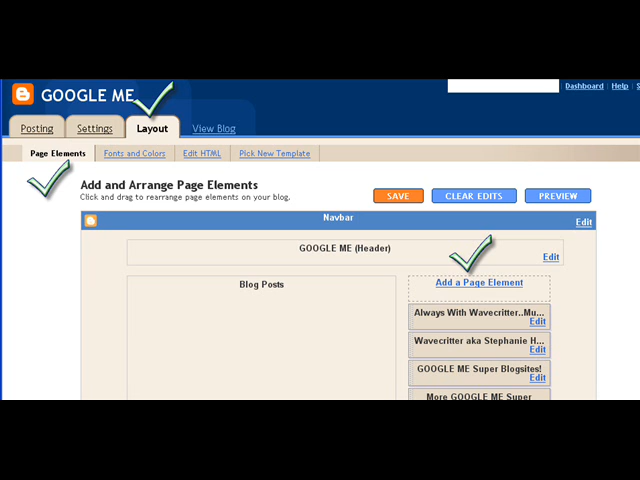 GOOGLE ME
Dashboard | Help |
Posting Settings Layout View Blog
Page Elements Fonts and Colors Edit HTML Pick New Template
Add and Arrange Page Elements
Click and drag to rearrange page elements on your blog.
SAVE CLEAR EDITS PREVIEW
Navbar
Edit
GOOGLE ME (Header)
Edit
Blog Posts
Add a Page Element
Always With Wavecritter..Mu...
Edit
Wavecritter aka Stephanie H...
Edit
GOOGLE ME Super Blogsites!
Edit
More GOOGLE ME Super